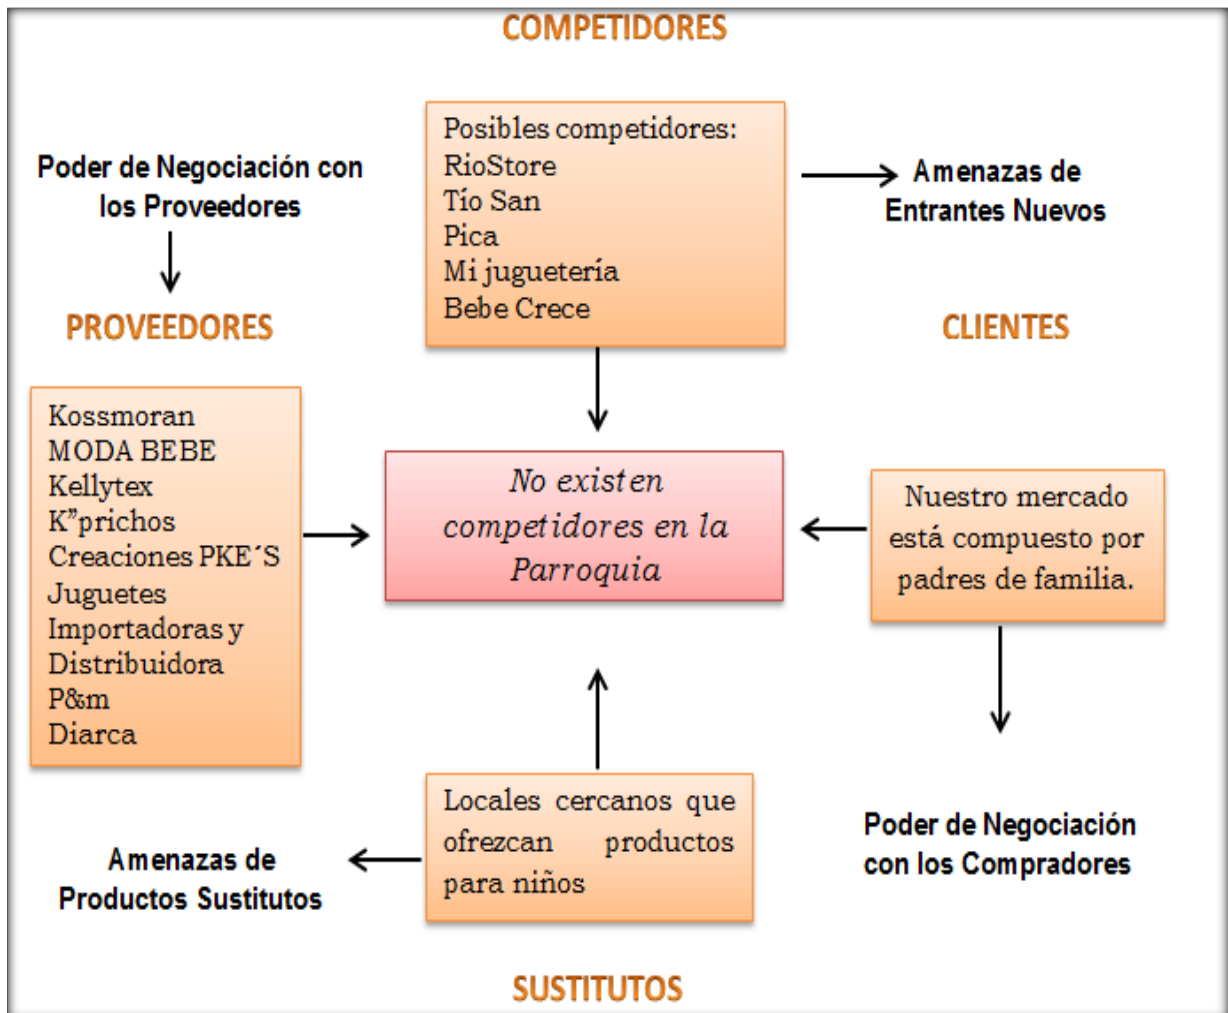 COMPETIDORES
Posibles competidores:
RioStore
Tío San
Pica
Mi juguetería
Bebe Crece
Poder de Negociación con
los Proveedores
Amenazas de
Entrantes Nuevos
PROVEEDORES
CLIENTES
Kossmoran
MODA BEBE
Kellytex
K”prichos
Creaciones PKE´S
Juguetes
Importadoras y
Distribuidora
P&m
Diarca
No existen
competidores en la
Parroquia
Nuestro mercado
está compuesto por
padres de familia.
Locales cercanos que
ofrezcan productos
para niños
Amenazas de
Productos Sustitutos
Poder de Negociación
con los Compradores
SUSTITUTOS